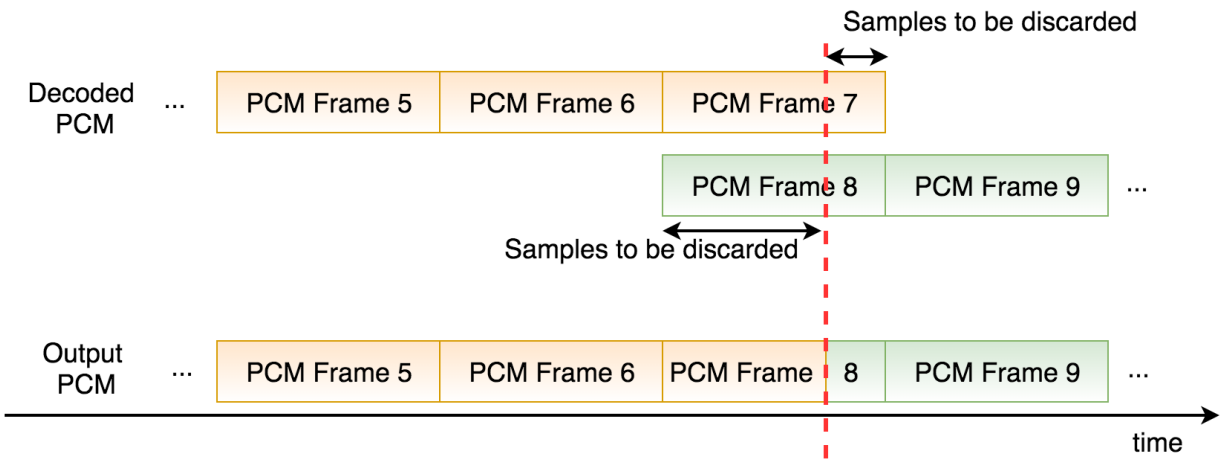 Samples to be discarded
Decoded
PCM
...
PCM Frame 5
PCM Frame 6
PCM Frame 7
PCM Frame 8
PCM Frame 9
...
Samples to be discarded
Output
PCM
...
PCM Frame 5
PCM Frame 6
PCM Frame
8
PCM Frame 9
...
time